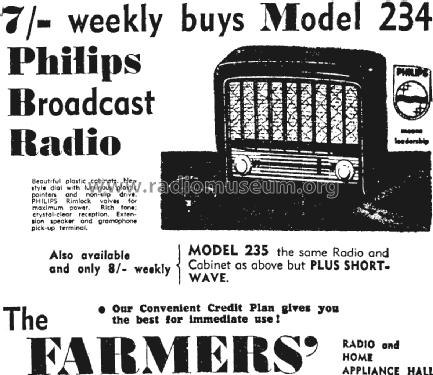 7/- weekly buys Model 234
Philips
Broadcast
Radio
PHILIPS
means
leadership
Beautiful plastic cabinets. New
style dial with
pointers and non-slip drive.
PHILIPS Rimlock valves for
maximum power. Rich tone;
crystal-clear reception. Exten-
sion speaker and gramophone
pick-up terminal.
www.radiomuseum.org
Also available
and only 8/- weekly
MODEL 235 the same Radio and
Cabinet as above but PLUS SHORT-
WAVE.
• Our Convenient Credit Plan gives you
the best for immediate use!
The
FARMERS'
RADIO and
HOME
APPLIANCE HALL